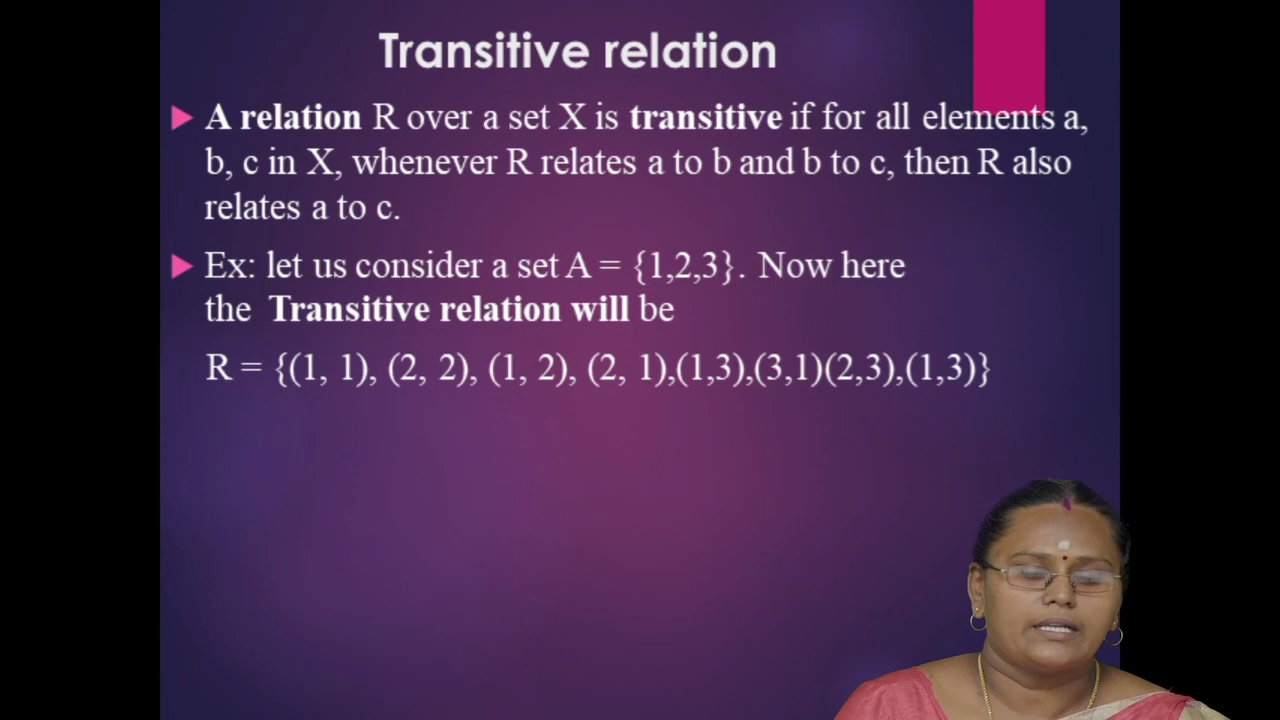 Transitive relation
A relation R over a set X is transitive if for all elements a,
b, c in X, whenever R relates a to b and b to c, then R also
relates a to c.
Ex: let us consider a set A = {1,2,3}. Now here
the Transitive relation will be
R = {(1, 1), (2, 2), (1, 2), (2, 1),(1,3),(3,1)(2,3),(1,3)}